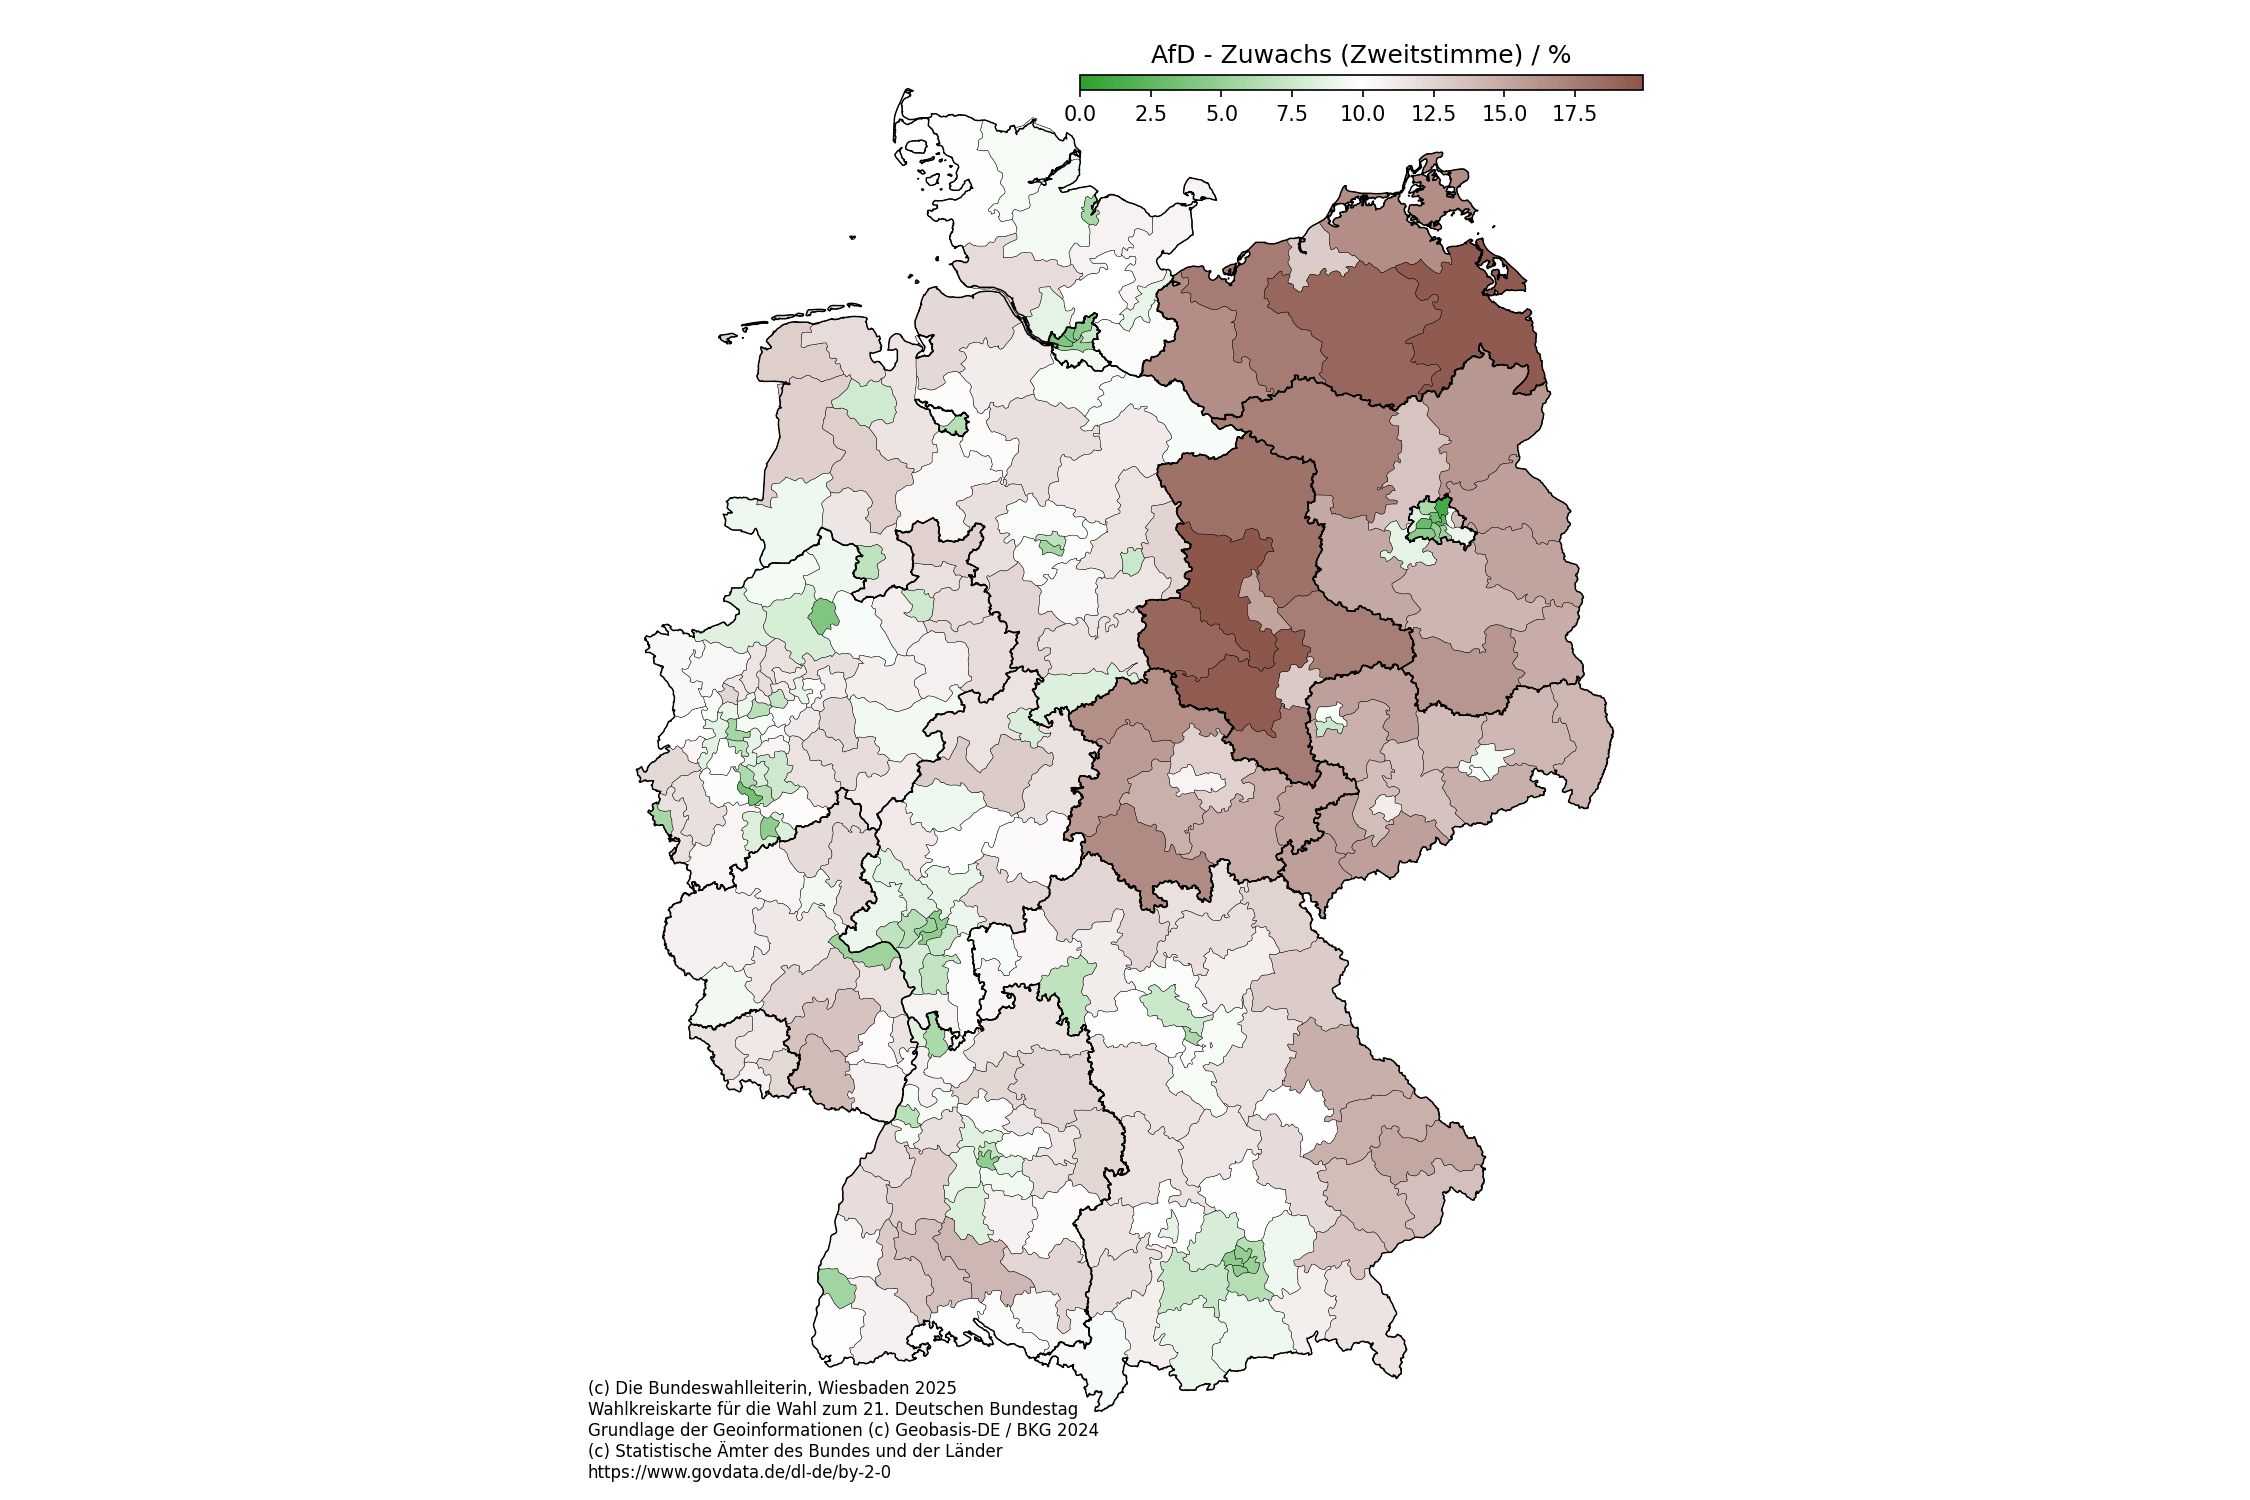 AfD - Zuwachs (Zweitstimme) / %
0.0 2.5 5.0 7.5 10.0 12.5 15.0 17.5
(c) Die Bundeswahlleiterin, Wiesbaden 2025
Wahlkreiskarte für die Wahl zum 21. Deutschen Bundestag
Grundlage der Geoinformationen (c) Geobasis-DE / BKG 2024
(c) Statistische Ämter des Bundes und der Länder
https://www.govdata.de/dl-de/by-2-0